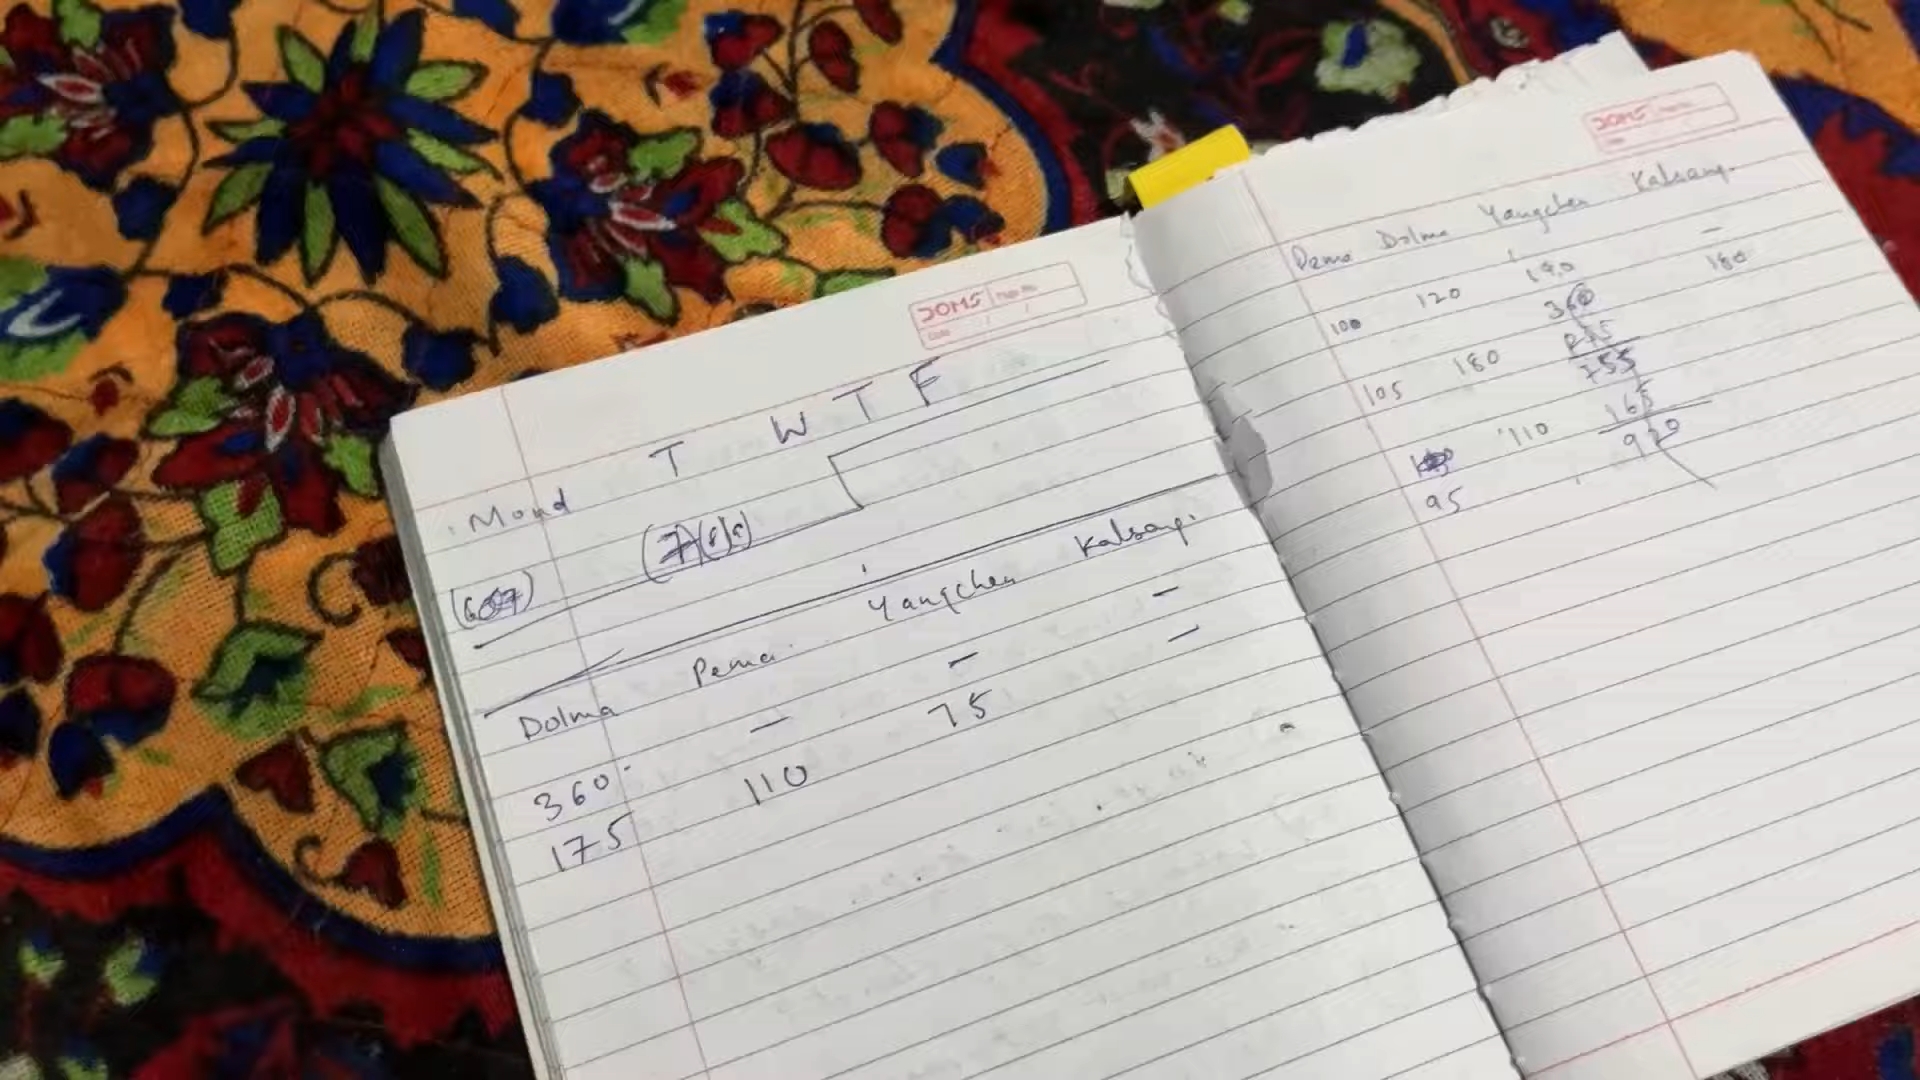 DOMS
Date
Mond T W T F
Dolma Pema Yangchen Kalsang.
360 - - -
175 110 75 -
DOMS
Pema Dolma Yangchen Kalsang.
100 120 190 -
360 180
105 180
755
165
110 920
95